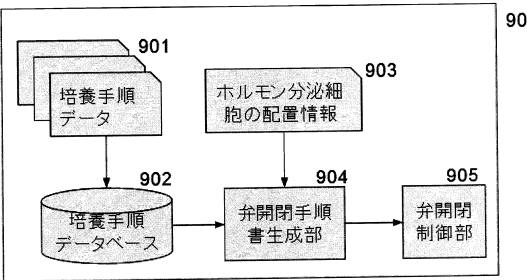 90
901
培養手順
データ
903
ホルモン分泌細
胞の配置情報
902
培養手順
データベース
904
弁開閉手順
書生成部
905
弁開閉
制御部